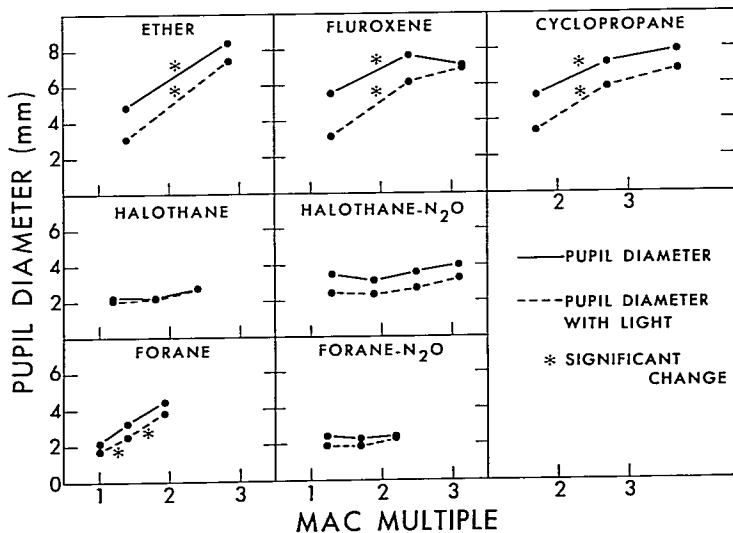 ETHER
FLUROXENE
CYCLOPROPANE
8
6
4
2
HALOTHANE
HALOTHANE-N2O
6
4
2
PUPIL DIAMETER
PUPIL DIAMETER
WITH LIGHT
* SIGNIFICANT
CHANGE
FORANE
FORANE-N2O
6
4
2
0
1 2 3
1 2 3
2 3
2 3
PUPIL DIAMETER (mm)
MAC MULTIPLE
* * * * * * * *